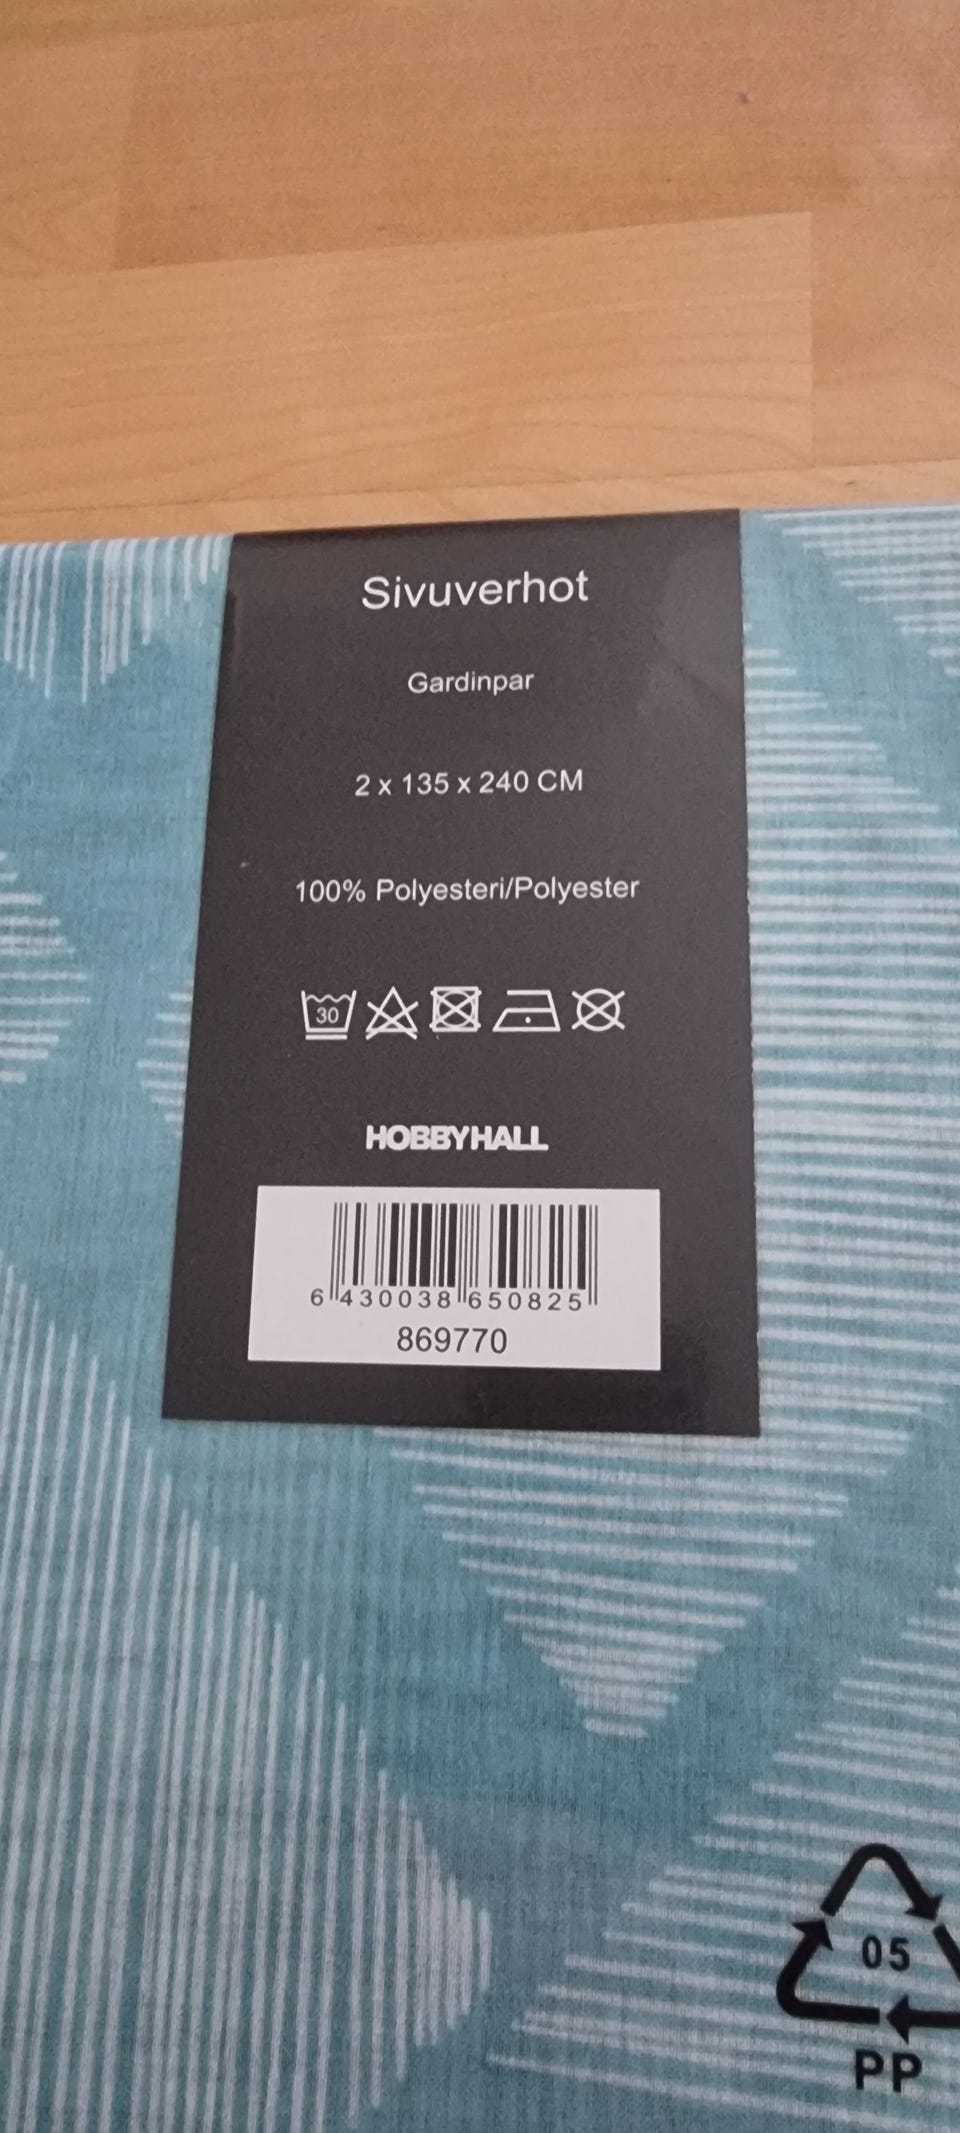 Sivuverhot
Gardinpar
2 x 135 x 240 CM
100% Polyesteri/Polyester
30
HOBBYHALL
6 430038 650825
869770
05
PP